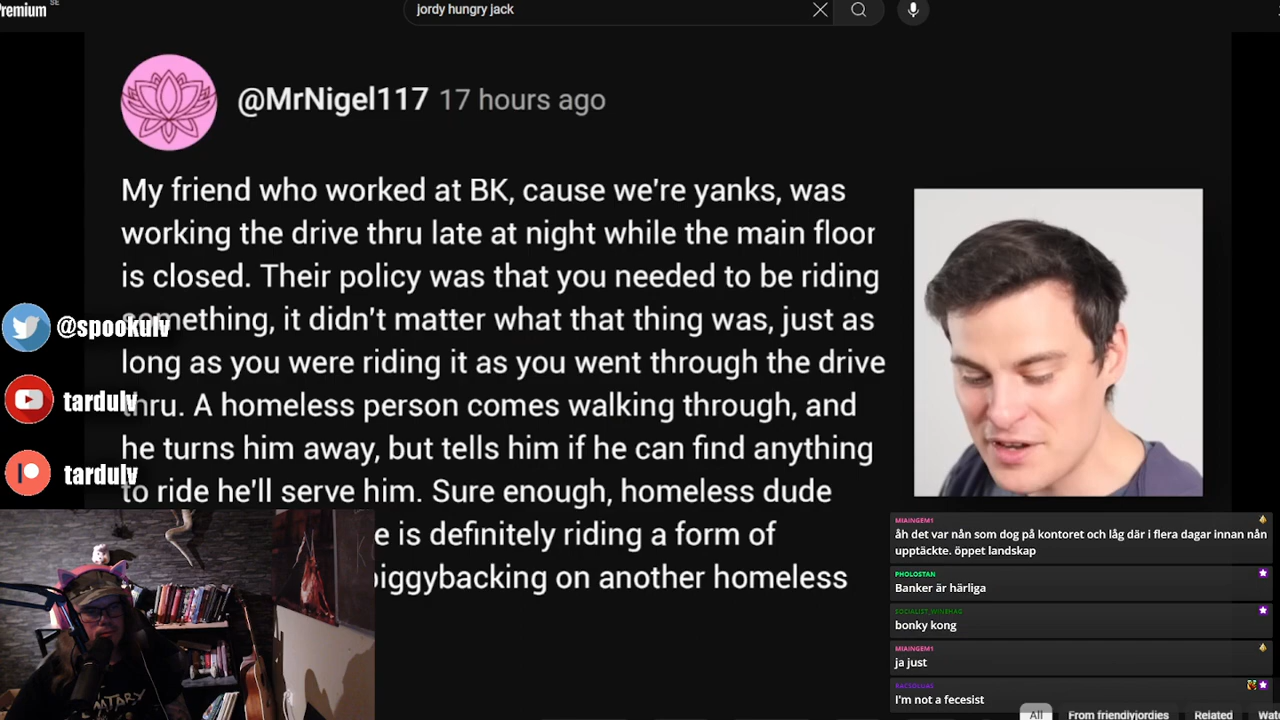 Premium
SE
jordy hungry jack
@MrNigel117 17 hours ago
My friend who worked at BK, cause we're yanks, was
working the drive thru late at night while the main floor
is closed. Their policy was that you needed to be riding
something, it didn't matter what that thing was, just as
long as you were riding it as you went through the drive
thru. A homeless person comes walking through, and
he turns him away, but tells him if he can find anything
to ride he'll serve him. Sure enough, homeless dude
e is definitely riding a form of
piggybacking on another homeless
@spookulv
tardulv
tardulv
MIAINGEM1
åh det var nån som dog på kontoret och låg där i flera dagar innan nån
upptäckte. öppet landskap
PHOLOSTAN
Banker är härliga
SOCIALIST_WINEHAG
bonky kong
MIAINGEM1
ja just
I'm not a fecesist
All From friendlyjordies Related Wat